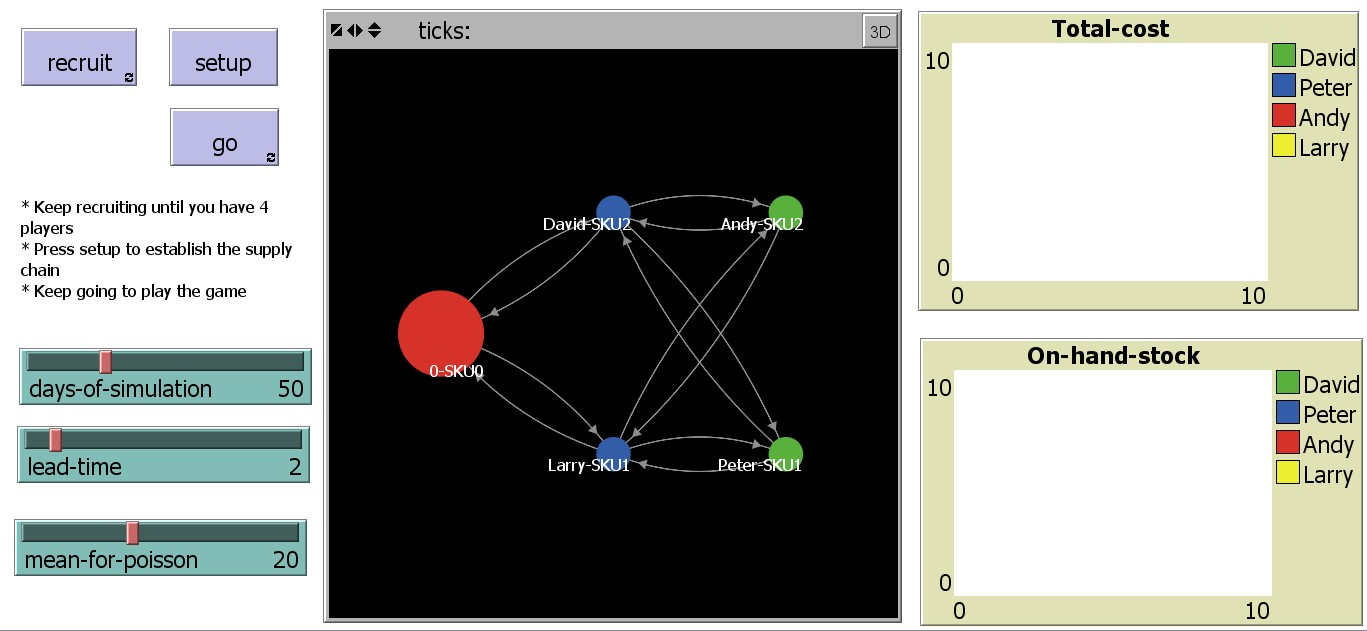 recruit
setup
go
* Keep recruiting until you have 4
players
* Press setup to establish the supply
chain
* Keep going to play the game
days-of-simulation 50
lead-time 2
mean-for-poisson 20
ticks:
3D
David-SKU2
Andy-SKU2
0-SKU0
Larry-SKU1
Peter-SKU1
Total-cost
10
0
0 10
David
Peter
Andy
Larry
On-hand-stock
10
0
0 10
David
Peter
Andy
Larry